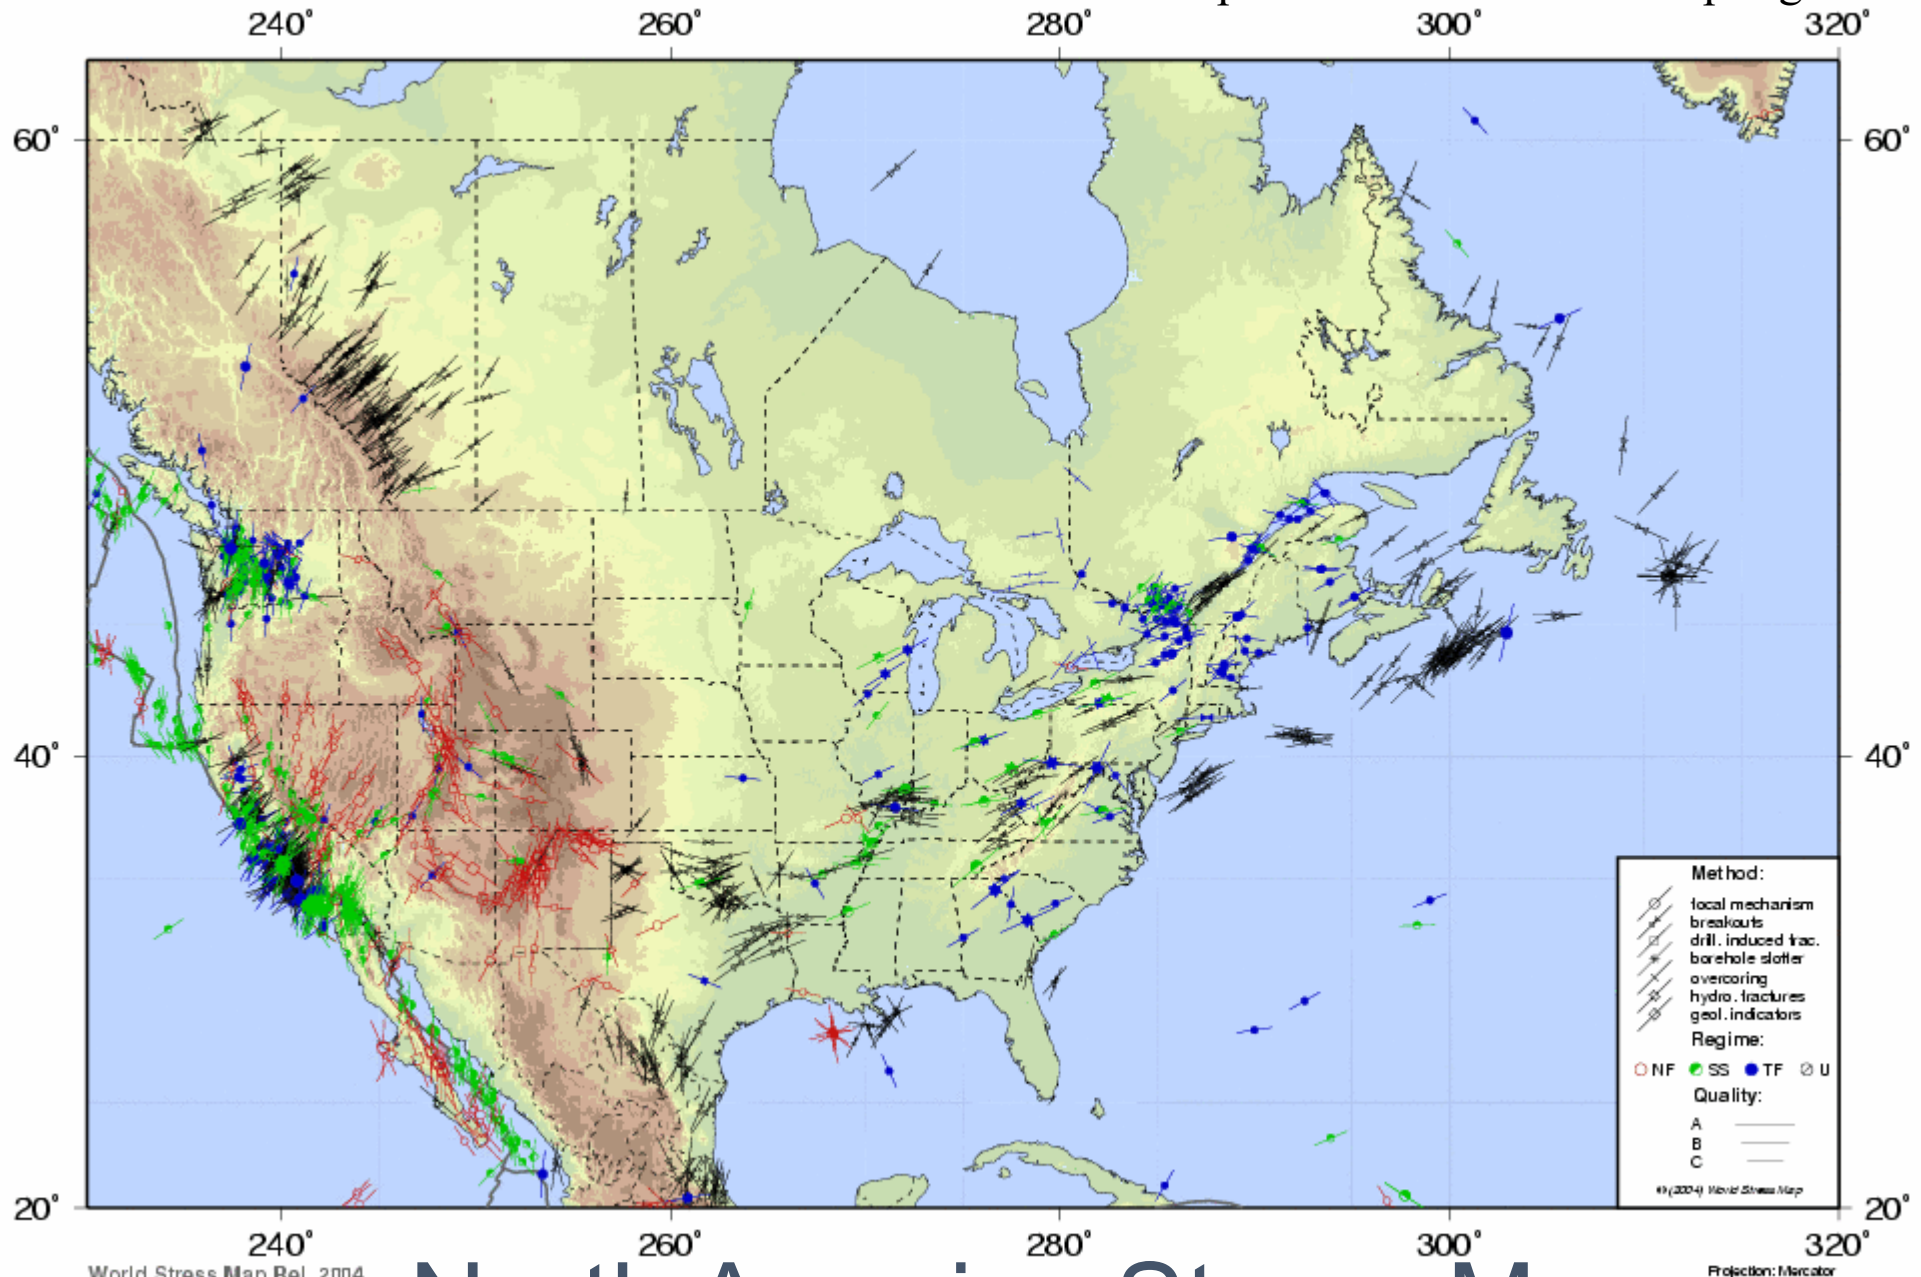 240° 260° 280° 300° 320°
60° 60°
40° 40°
20° 20°
Method:
focal mechanism
breakouts
drill. induced frac.
borehole slotter
overcoring
hydro. fractures
geol. indicators
Regime:
NF SS TF U
Quality:
A
B
C
(2004) World Stress Map
240° 260° 280° 300° 320°
World Stress Map Rel. 2004
Projection: Mercator